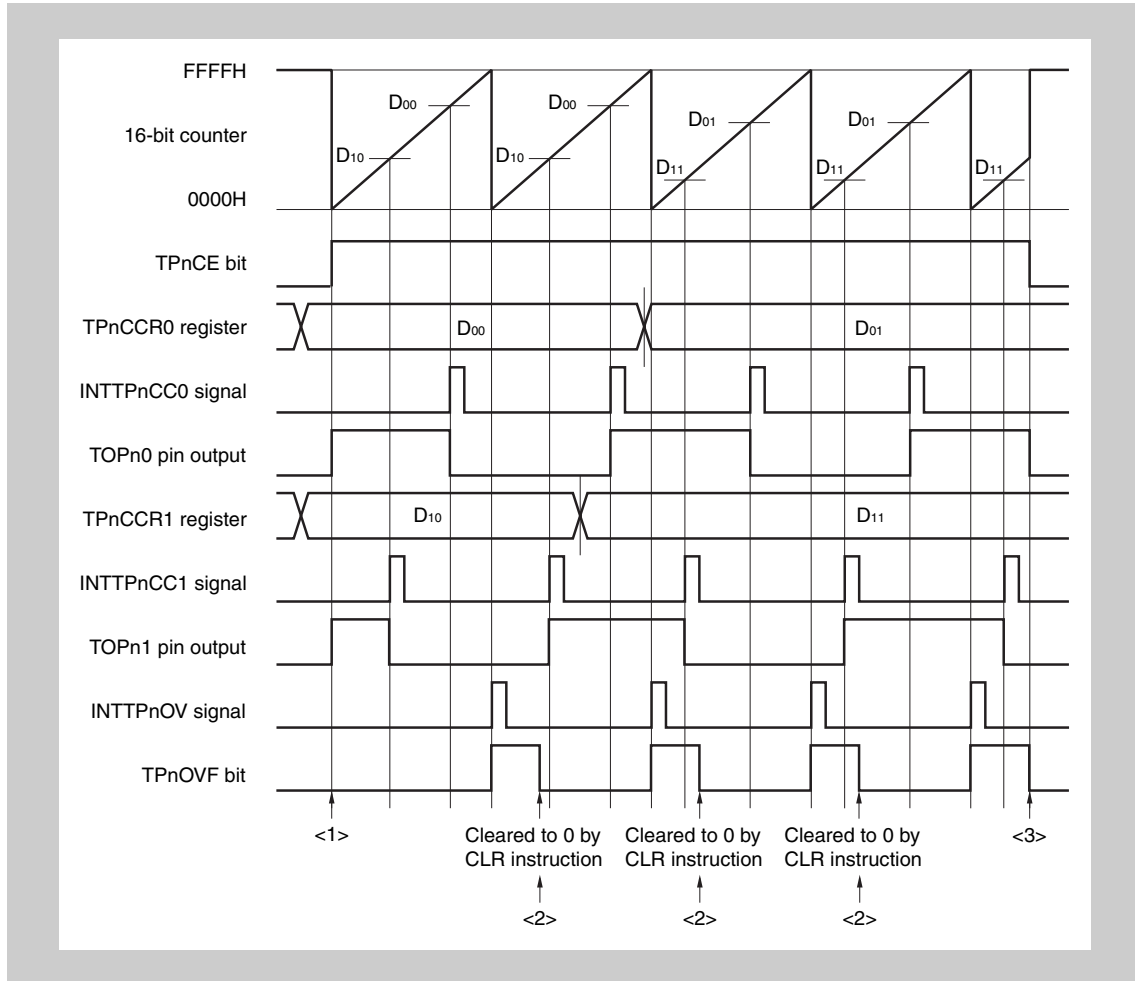 FFFFH
D00
D00
D01
D01
16-bit counter
D10
D10
D11
D11
D11
0000H
TPnCE bit
TPnCCR0 register
D00
D01
INTTPnCC0 signal
TOPn0 pin output
TPnCCR1 register
D10
D11
INTTPnCC1 signal
TOPn1 pin output
INTTPnOV signal
TPnOVF bit
<1>
Cleared to 0 by
CLR instruction
Cleared to 0 by
CLR instruction
Cleared to 0 by
CLR instruction
<3>
<2>
<2>
<2>